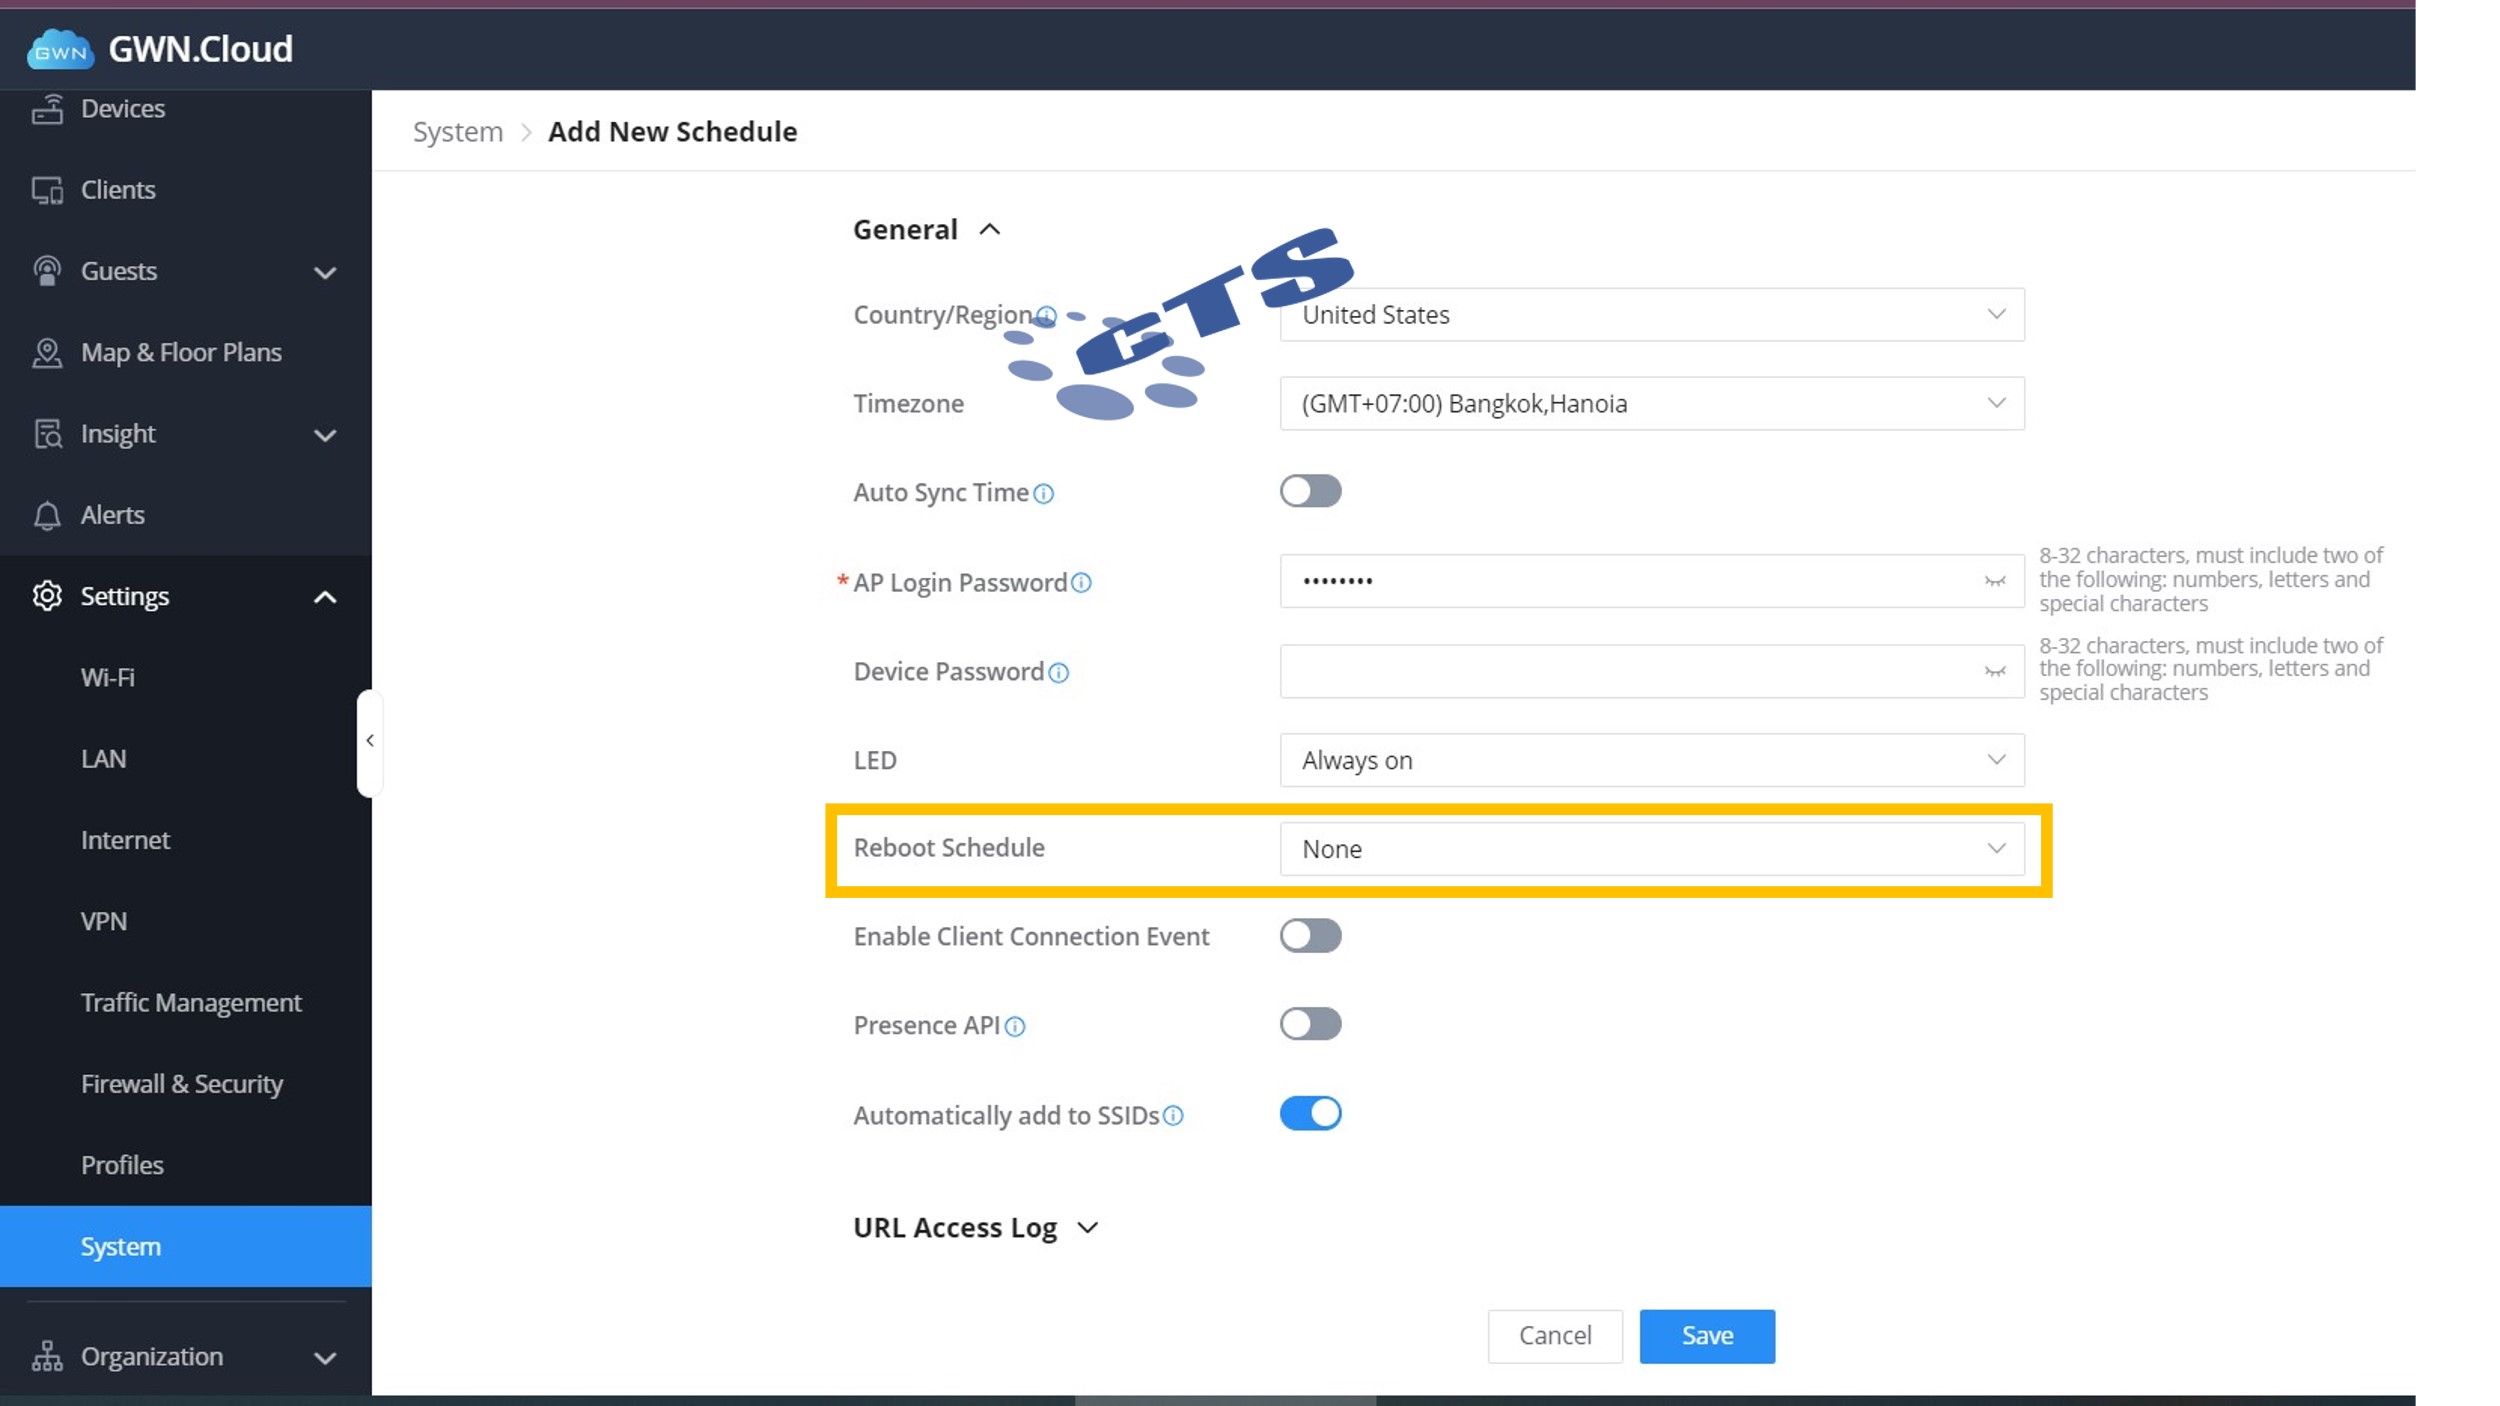 GWN GWN.Cloud
Devices
Clients
Guests
Map & Floor Plans
Insight
Alerts
Settings
Wi-Fi
LAN
Internet
VPN
Traffic Management
Firewall & Security
Profiles
System
Organization
System > Add New Schedule
General
CTS
Country/Region United States
Timezone (GMT+07:00) Bangkok,Hanoia
Auto Sync Time
* AP Login Password ••••••••
8-32 characters, must include two of
the following: numbers, letters and
special characters
Device Password
8-32 characters, must include two of
the following: numbers, letters and
special characters
LED Always on
Reboot Schedule None
Enable Client Connection Event
Presence API
Automatically add to SSIDs
URL Access Log
Cancel Save